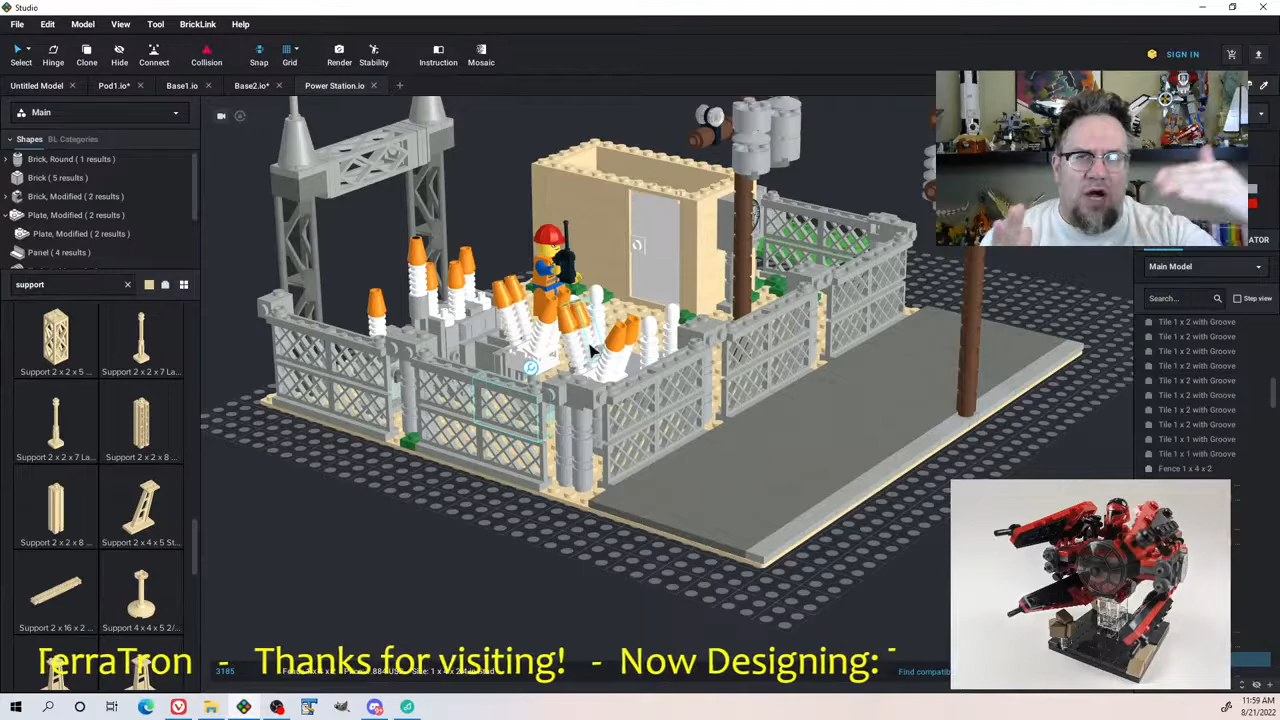 Studio
File Edit Model View Tool BrickLink Help
Select Hinge Clone Hide Connect Collision Snap Grid Render Stability Instruction Mosaic
SIGN IN
Untitled Model Pod1.io* Base1.io Base2.io* Power Station.io
Main
Shapes BL Categories
Brick, Round ( 1 results )
Brick ( 5 results )
Brick, Modified ( 2 results )
Plate, Modified ( 2 results )
Plate, Modified ( 2 results )
Panel ( 4 results )
support
Support 2 x 2 x 5 ...
Support 2 x 2 x 7 La...
Support 2 x 2 x 7 La...
Support 2 x 2 x 8 ...
Support 2 x 2 x 8 ...
Support 2 x 4 x 5 St...
Support 2 x 16 x 2 ...
Support 4 x 4 x 5 2/...
Main Model
Search...
Step view
Tile 1 x 2 with Groove
Tile 1 x 2 with Groove
Tile 1 x 2 with Groove
Tile 1 x 2 with Groove
Tile 1 x 2 with Groove
Tile 1 x 2 with Groove
Tile 1 x 2 with Groove
Tile 1 x 2 with Groove
Tile 1 x 1 with Groove
Tile 1 x 1 with Groove
Fence 1 x 4 x 2
TerraTron - Thanks for visiting! - Now Designing:
3185
Find compatib
11:59 AM
8/21/2022